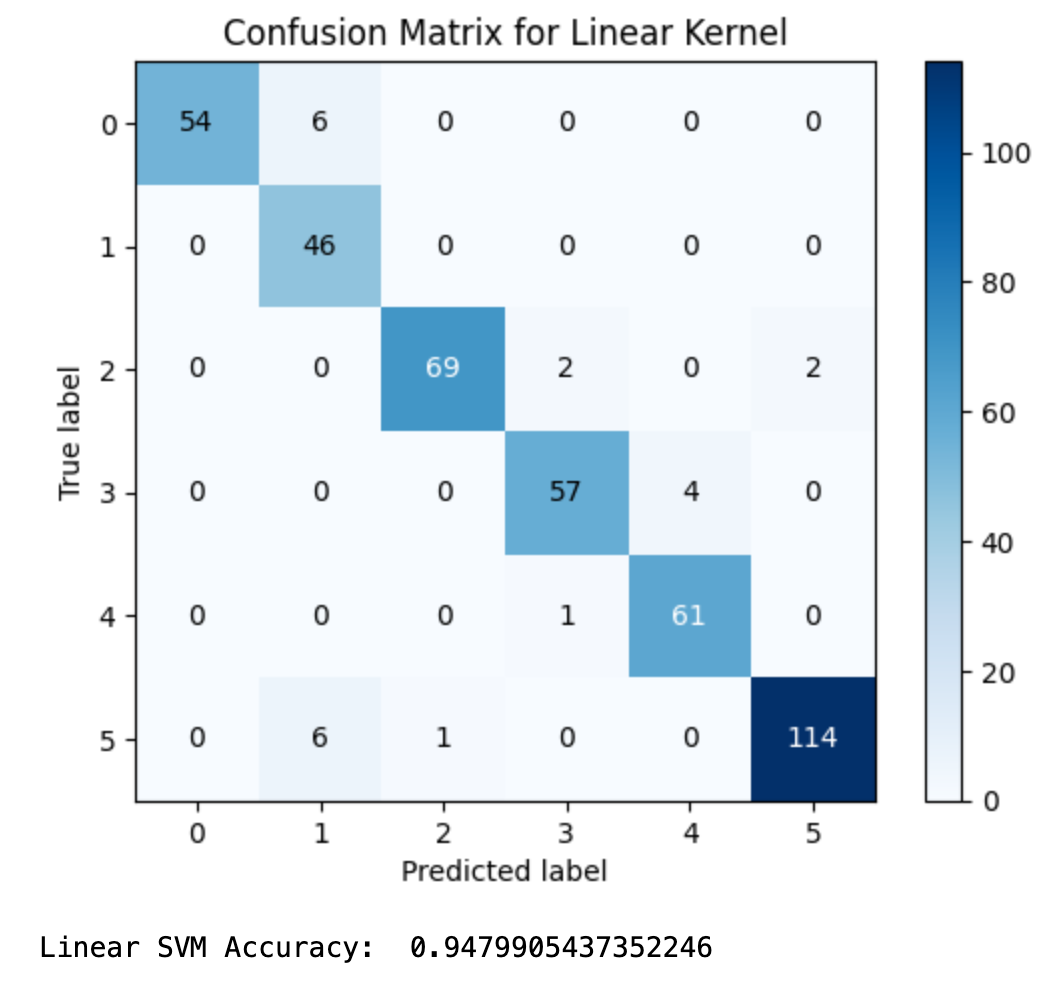 Confusion Matrix for Linear Kernel
0 54 6 0 0 0 0
1 0 46 0 0 0 0
2 0 0 69 2 0 2
3 0 0 0 57 4 0
4 0 0 0 1 61 0
5 0 6 1 0 0 114
0 1 2 3 4 5
True label
Predicted label
100
80
60
40
20
0
Linear SVM Accuracy: 0.9479905437352246